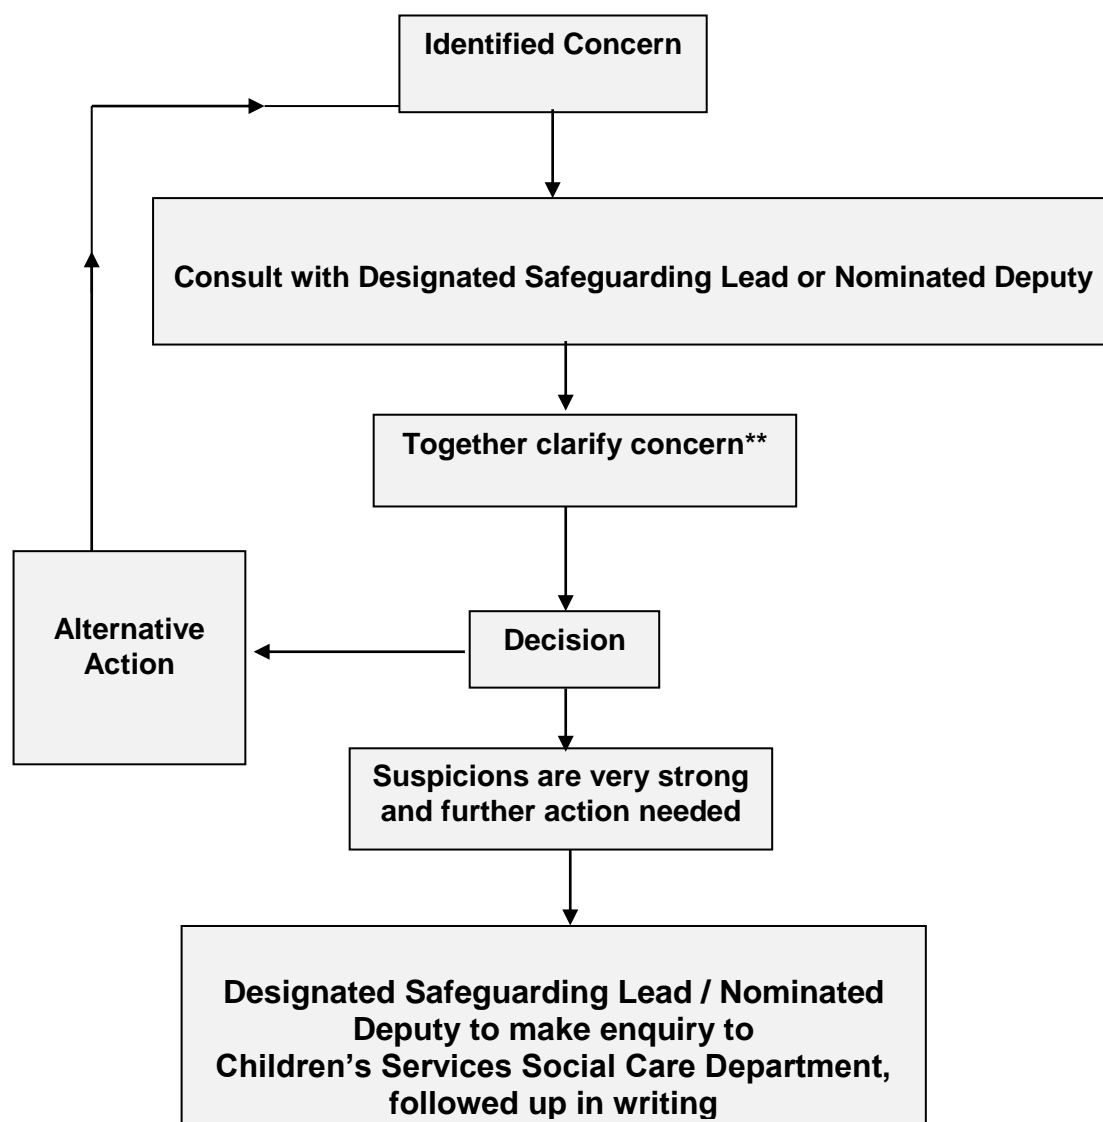 Identified Concern
Consult with Designated Safeguarding Lead or Nominated Deputy
Together clarify concern**
Alternative
Action
Decision
Suspicions are very strong
and further action needed
Designated Safeguarding Lead / Nominated
Deputy to make enquiry to
Children’s Services Social Care Department,
followed up in writing